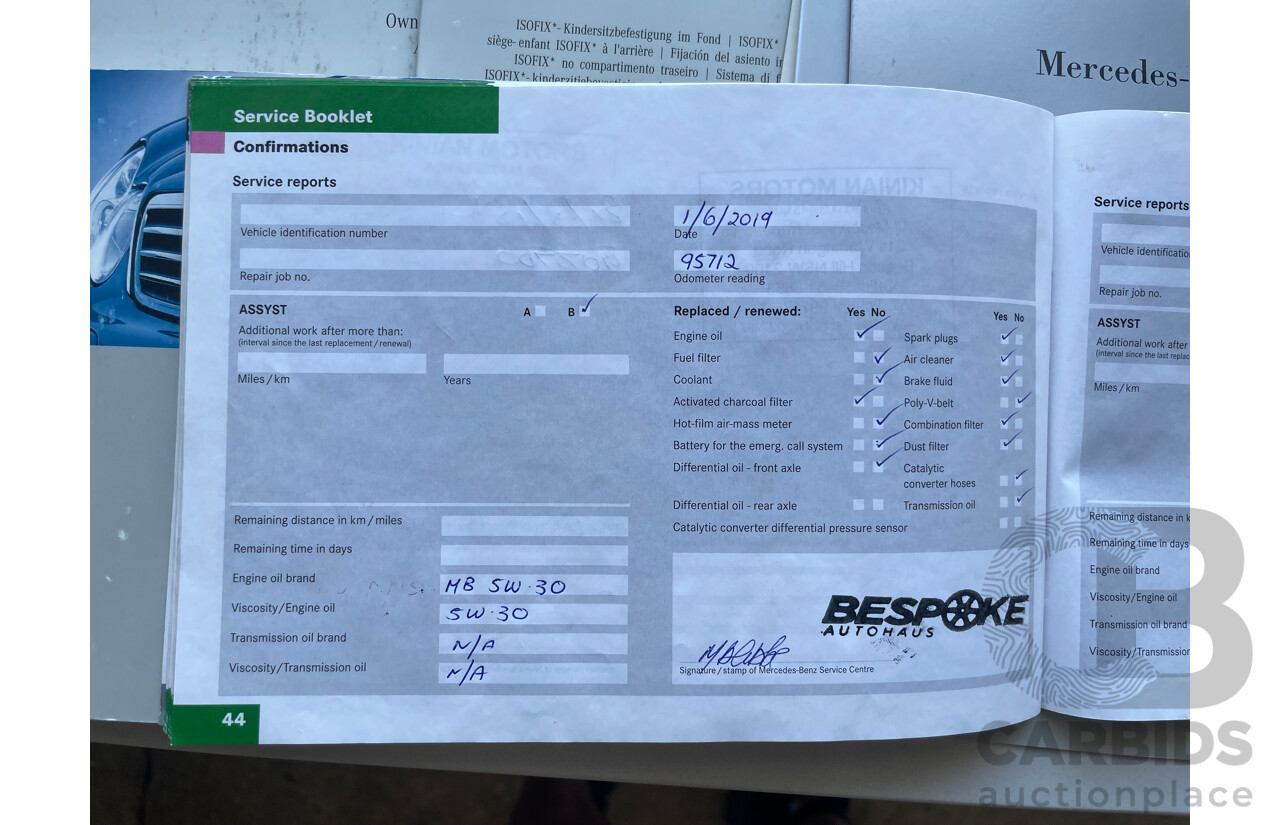 Own
ISOFIX*-Kindersitzbefestigung im Fond | ISOFIX*
siège-enfant ISOFIX* à l'arrière | Fijación del asiento
ISOFIX* no compartimento traseiro | Sistema di
Mercedes-
Service Booklet
Confirmations
Service reports
1/6/2019
Vehicle identification number
Date
95712
Repair job no.
Odometer reading
ASSYST
A B ✓
Replaced / renewed:
Yes No
Yes No
Additional work after more than:
(interval since the last replacement/renewal)
Engine oil
Spark plugs
Fuel filter
Air cleaner
Miles/km
Years
Coolant
Brake fluid
Activated charcoal filter
Poly-V-belt
Hot-film air-mass meter
Combination filter
Battery for the emerg. call system
Dust filter
Differential oil - front axle
Catalytic
converter hoses
Differential oil - rear axle
Transmission oil
Catalytic converter differential pressure sensor
Remaining distance in km/miles
Remaining time in days
Engine oil brand
MB 5W-30
Viscosity/Engine oil
5W-30
Transmission oil brand
N/A
Viscosity/Transmission oil
N/A
BESPOKE
AUTOHAUS
Signature/stamp of Mercedes-Benz Service Centre
44
Service reports
Vehicle identificatio
Repair job no.
ASSYST
Additional work after
(interval since the last replac
Miles/km
Remaining distance in k
Remaining time in days
Engine oil brand
Viscosity/Engine oil
Transmission oil brand
Viscosity/Transmission
CARBIDS
auctionplace